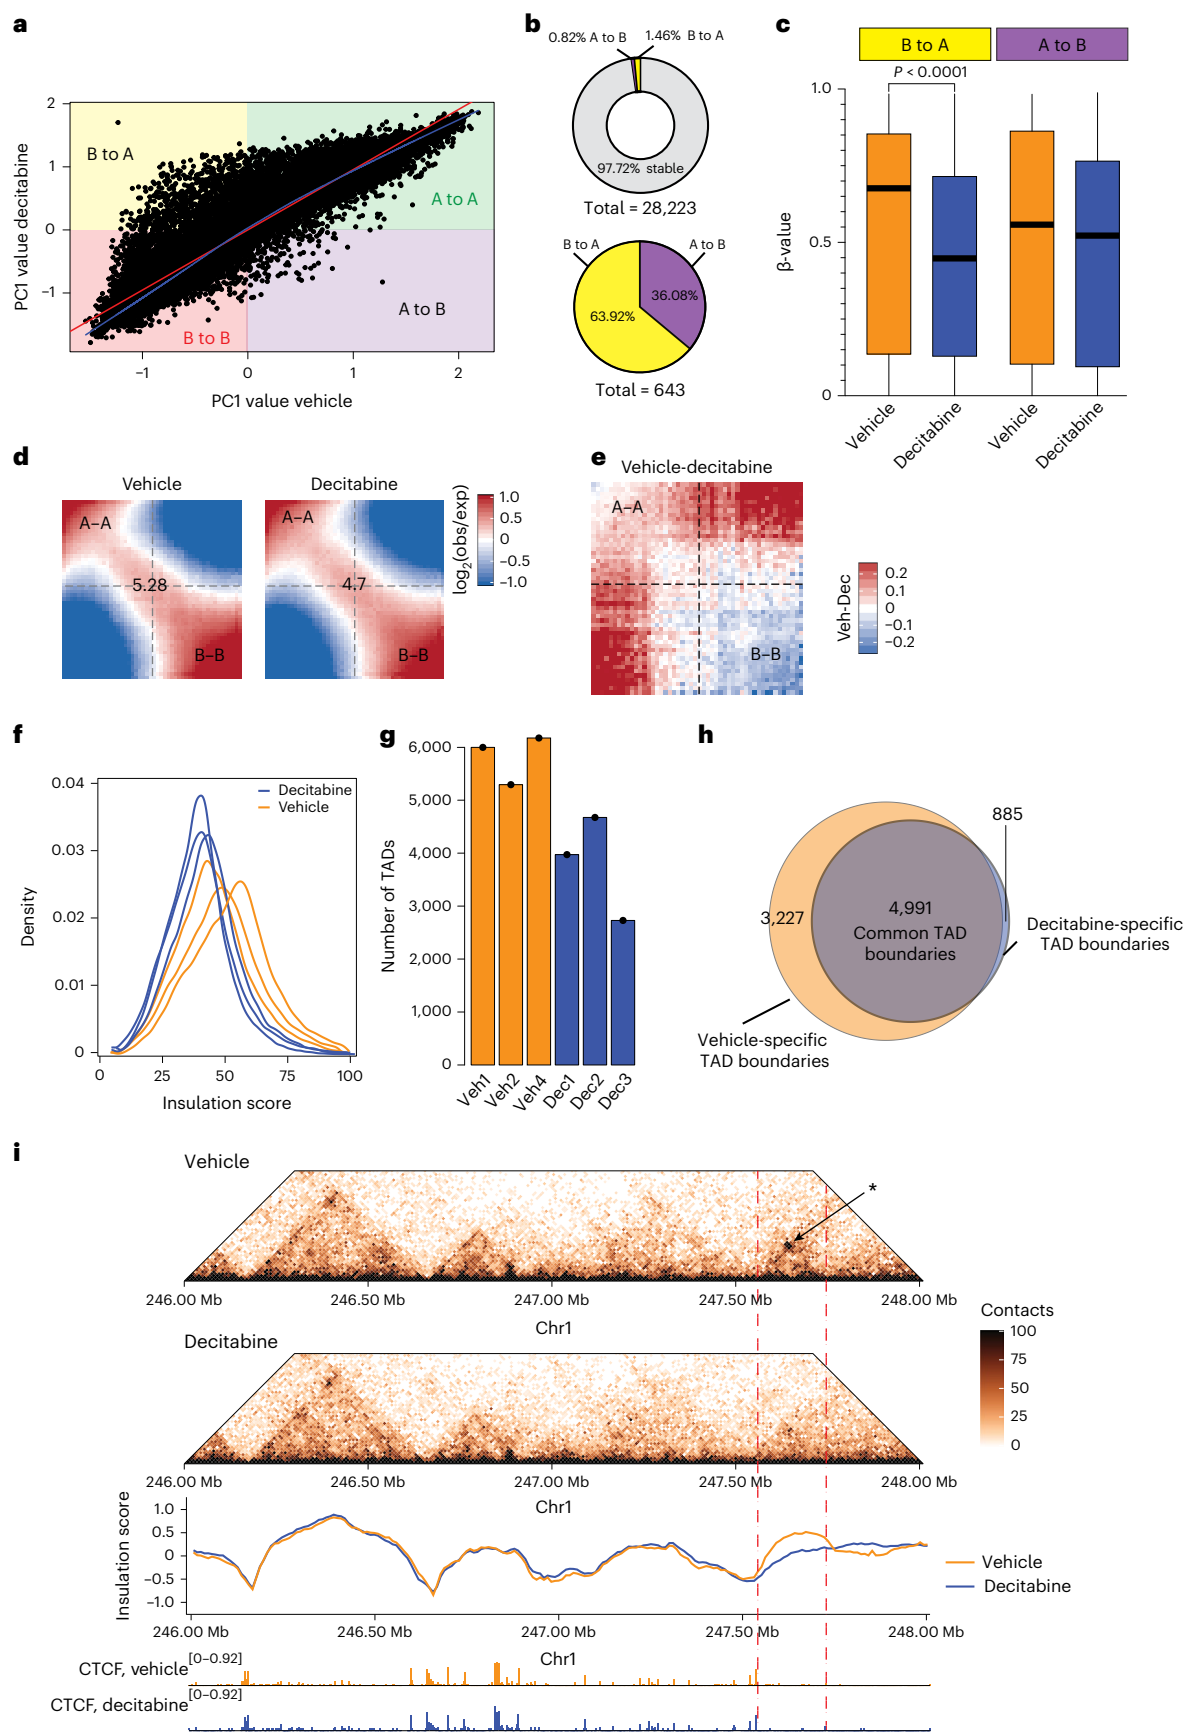 a
2
1
0
−1
PC1 value decitabine
B to A
A to A
B to B
A to B
−1
0
1
2
PC1 value vehicle
b
0.82% A to B
1.46% B to A
97.72% stable
Total = 28,223
B to A
A to B
36.08%
63.92%
Total = 643
c
B to A
A to B
P < 0.0001
1.0
0.5
0
β-value
Vehicle
Decitabine
Vehicle
Decitabine
d
Vehicle
Decitabine
A–A
5.28
B–B
A–A
4.7
B–B
log2(obs/exp)
1.0
0.5
0
−0.5
−1.0
e
Vehicle-decitabine
A–A
B–B
Veh-Dec
0.2
0.1
0
−0.1
−0.2
f
0.04
0.03
0.02
0.01
0
Density
Decitabine
Vehicle
0
25
50
75
100
Insulation score
g
6,000
5,000
4,000
3,000
2,000
1,000
0
Number of TADs
Veh1
Veh2
Veh4
Dec1
Dec2
Dec3
h
885
3,227
4,991
Common TAD
boundaries
Decitabine-specific
TAD boundaries
Vehicle-specific
TAD boundaries
i
Vehicle
*
246.00 Mb
246.50 Mb
247.00 Mb
247.50 Mb
248.00 Mb
Chr1
Decitabine
Contacts
100
75
50
25
0
246.00 Mb
246.50 Mb
247.00 Mb
247.50 Mb
248.00 Mb
Chr1
Insulation score
1.0
0.5
0
−0.5
−1.0
Vehicle
Decitabine
246.00 Mb
246.50 Mb
247.00 Mb
247.50 Mb
248.00 Mb
Chr1
CTCF, vehicle
[0–0.92]
CTCF, decitabine
[0–0.92]